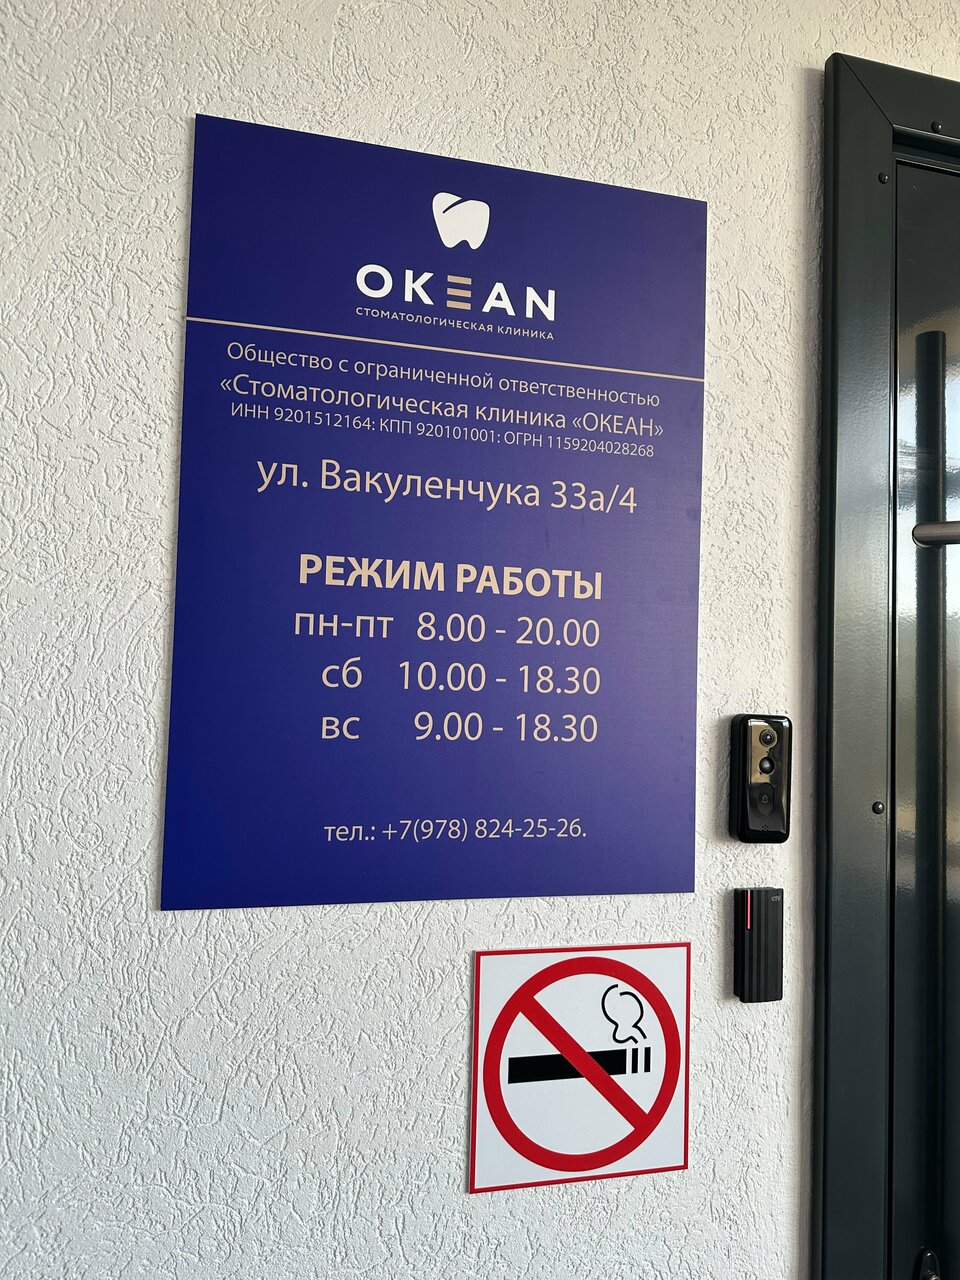 ОКЕАN
СТОМАТОЛОГИЧЕСКАЯ КЛИНИКА
Общество с ограниченной ответственностью
«Стоматологическая клиника «ОКЕАН»
ИНН 9201512164: КПП 920101001: ОГРН 1159204028268
ул. Вакуленчука 33а/4
РЕЖИМ РАБОТЫ
пн-пт 8.00 - 20.00
сб 10.00 - 18.30
вс 9.00 - 18.30
тел.: +7(978) 824-25-26.